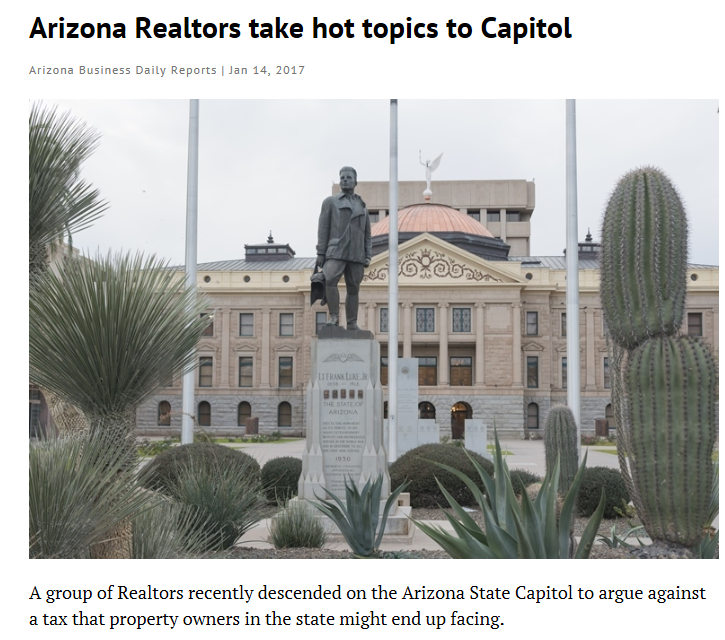 Arizona Realtors take hot topics to Capitol
Arizona Business Daily Reports | Jan 14, 2017
LT. FRANK LUKE, JR.
THE STATE OF
ARIZONA
1930
A group of Realtors recently descended on the Arizona State Capitol to argue against
a tax that property owners in the state might end up facing.